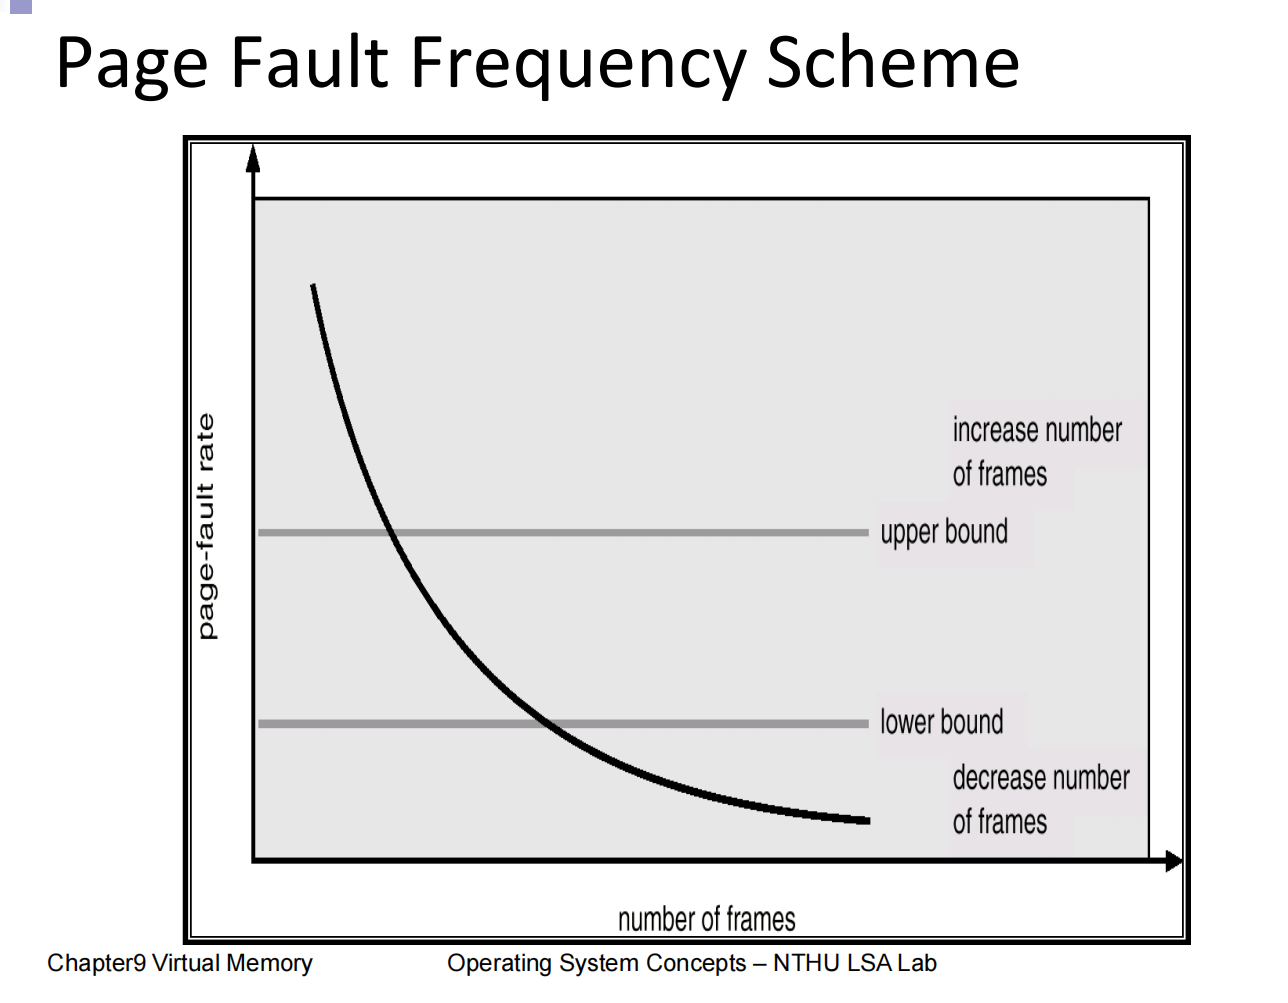 Page Fault Frequency Scheme
page-fault rate
increase number
of frames
upper bound
lower bound
decrease number
of frames
number of frames
Chapter9 Virtual Memory
Operating System Concepts – NTHU LSA Lab